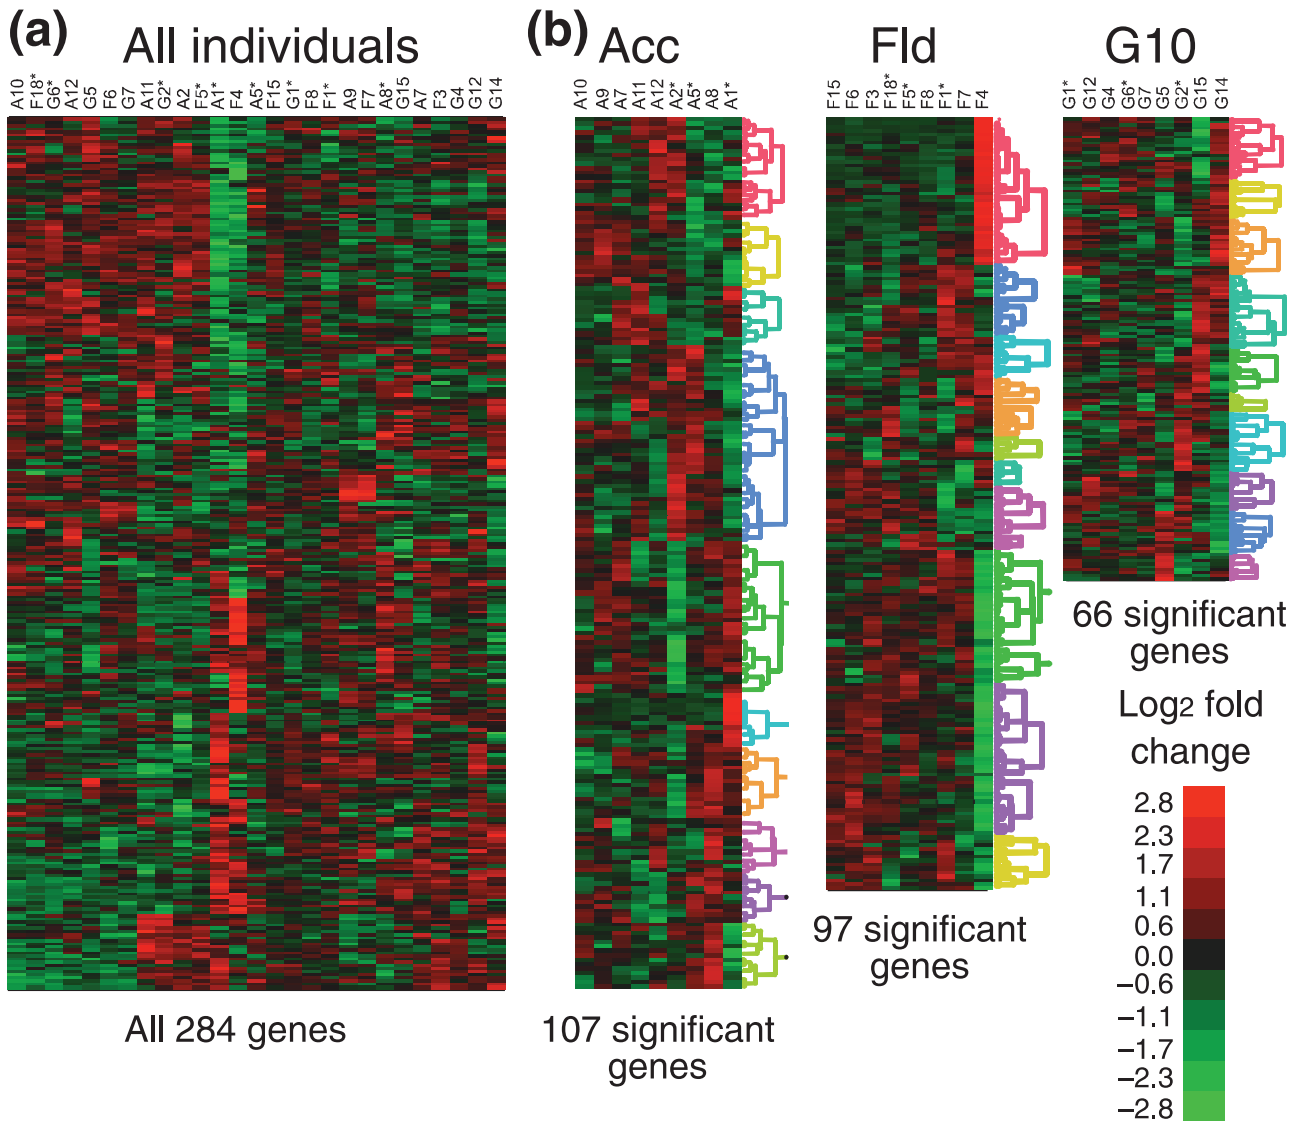 (a)
All individuals
A10 F18* G6* A12 G5 F6 G7 A11 G2* A2 F5* A1* F4 A5* F15 G1* F8 F1* A9 F7 A8* G15 A7 F3 G4 G12 G14
All 284 genes
(b)
Acc
A10 A9 A7 A11 A12 A2* A5* A8 A1*
107 significant
genes
Fld
F15 F6 F3 F18* F5* F8 F1* F7 F4
97 significant
genes
G10
G1* G12 G4 G6* G7 G5 G2* G15 G14
66 significant
genes
Log2 fold
change
2.8
2.3
1.7
1.1
0.6
0.0
−0.6
−1.1
−1.7
−2.3
−2.8